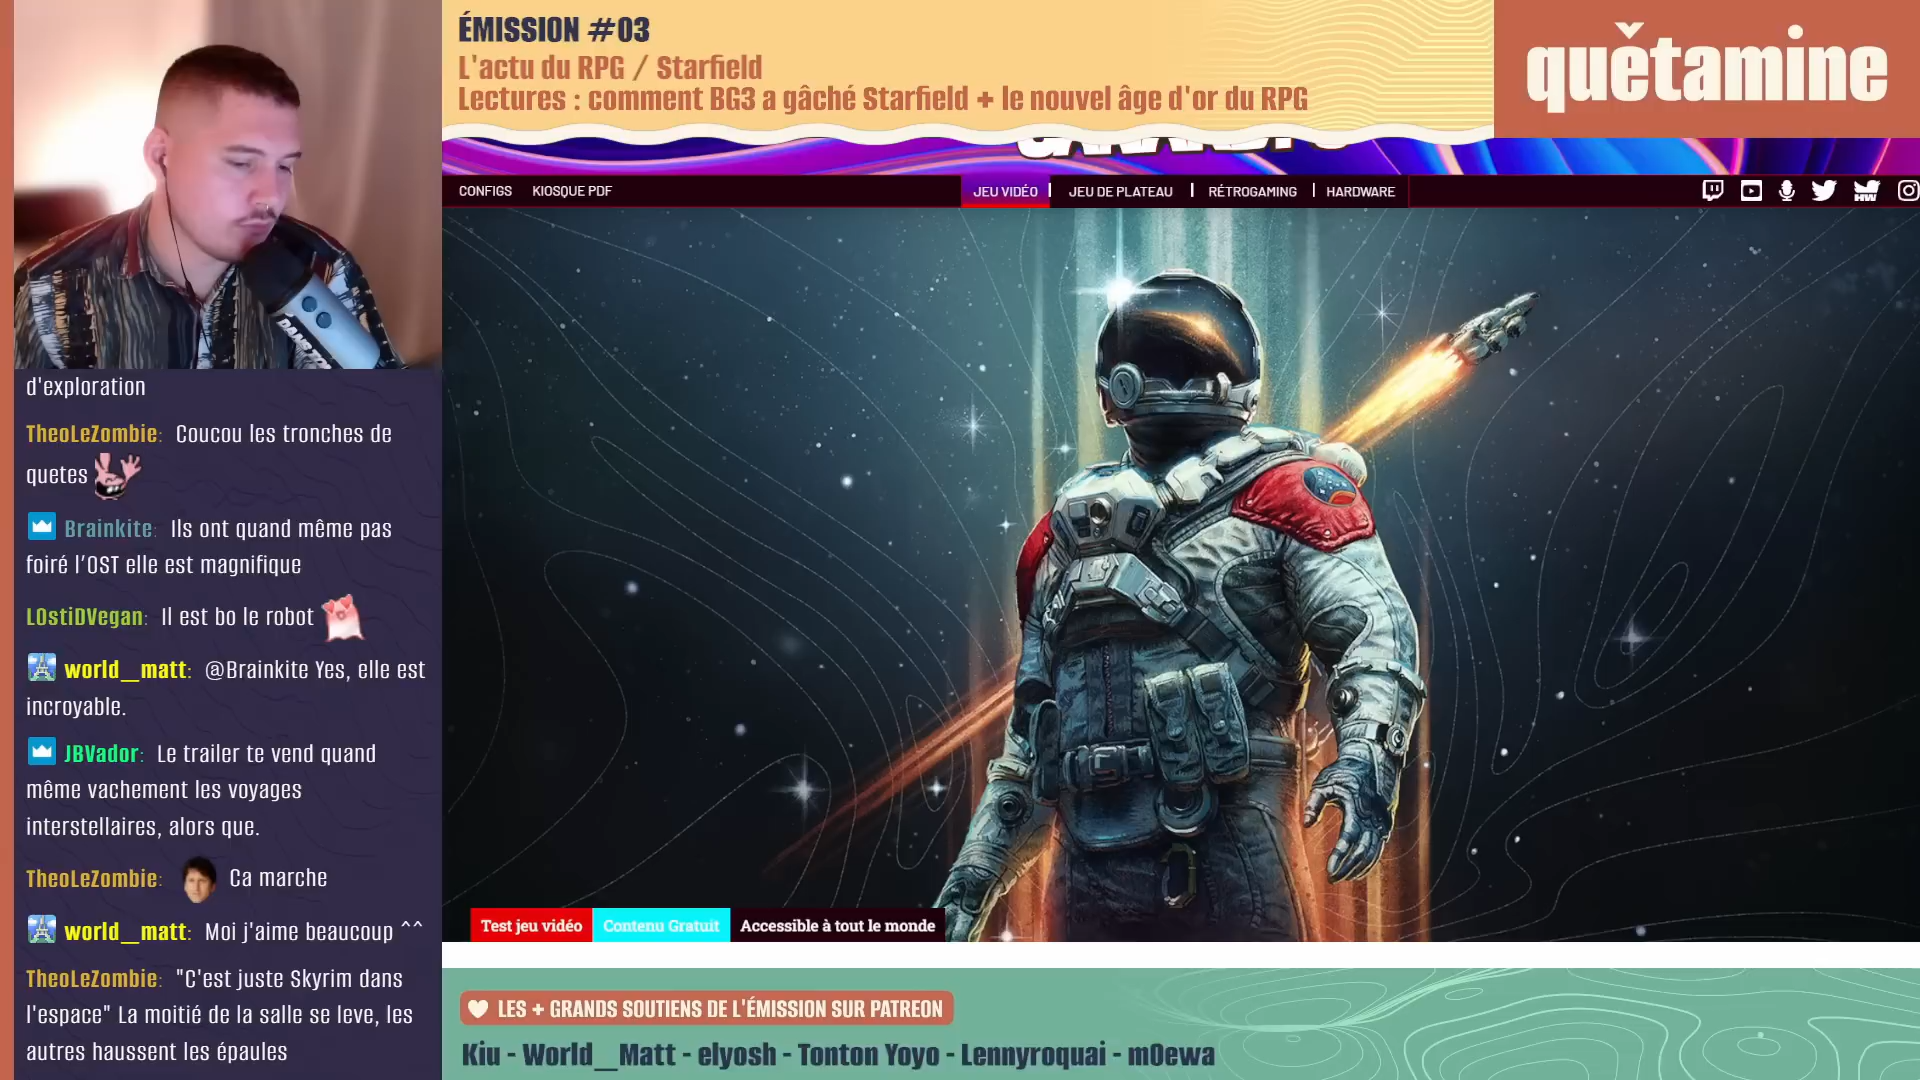 ÉMISSION #03
L'actu du RPG / Starfield
Lectures : comment BG3 a gâché Starfield + le nouvel âge d'or du RPG
quětamine
CONFIGS KIOSQUE PDF JEU VIDÉO JEU DE PLATEAU RÉTROGAMING HARDWARE HW
d'exploration
TheoLeZombie: Coucou les tronches de
quetes
Brainkite: Ils ont quand même pas
foiré l'OST elle est magnifique
LOstiDVegan: Il est bo le robot
world_matt: @Brainkite Yes, elle est
incroyable.
JBVador: Le trailer te vend quand
même vachement les voyages
interstellaires, alors que.
TheoLeZombie: Ca marche
world_matt: Moi j'aime beaucoup ^^
TheoLeZombie: "C'est juste Skyrim dans
l'espace" La moitié de la salle se leve, les
autres haussent les épaules
Test jeu vidéo Contenu Gratuit Accessible à tout le monde
LES + GRANDS SOUTIENS DE L'ÉMISSION SUR PATREON
Kiu - World_Matt - elyosh - Tonton Yoyo - Lennyroquai - m0ewa